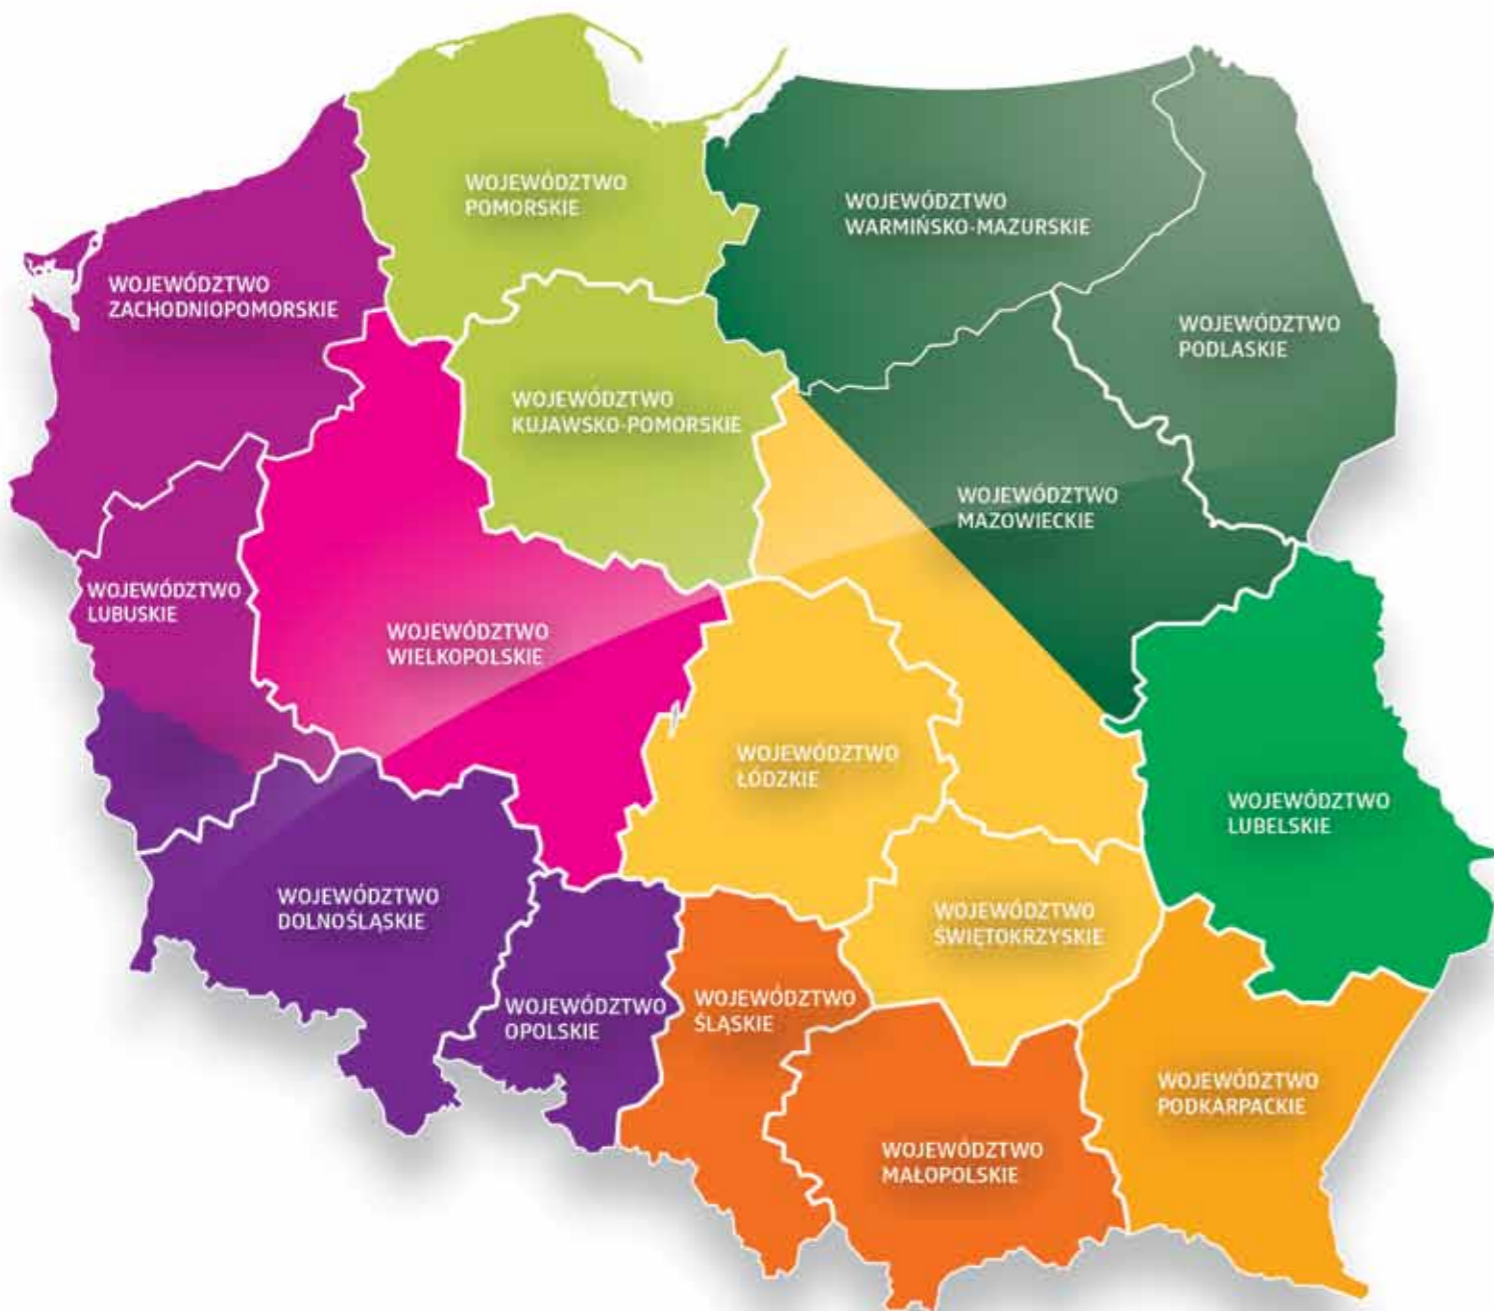 WOJEWÓDZTWO
POMORSKIE
WOJEWÓDZTWO
WARMIŃSKO-MAZURSKIE
WOJEWÓDZTWO
ZACHODNIOPOMORSKIE
WOJEWÓDZTWO
PODLASKIE
WOJEWÓDZTWO
KUJAWSKO-POMORSKIE
WOJEWÓDZTWO
MAZOWIECKIE
WOJEWÓDZTWO
LUBUSKIE
WOJEWÓDZTWO
WIELKOPOLSKIE
WOJEWÓDZTWO
ŁÓDZKIE
WOJEWÓDZTWO
LUBELSKIE
WOJEWÓDZTWO
DOLNOŚLĄSKIE
WOJEWÓDZTWO
ŚWIĘTOKRZYSKIE
WOJEWÓDZTWO
OPOLSKIE
WOJEWÓDZTWO
ŚLĄSKIE
WOJEWÓDZTWO
PODKARPACKIE
WOJEWÓDZTWO
MAŁOPOLSKIE